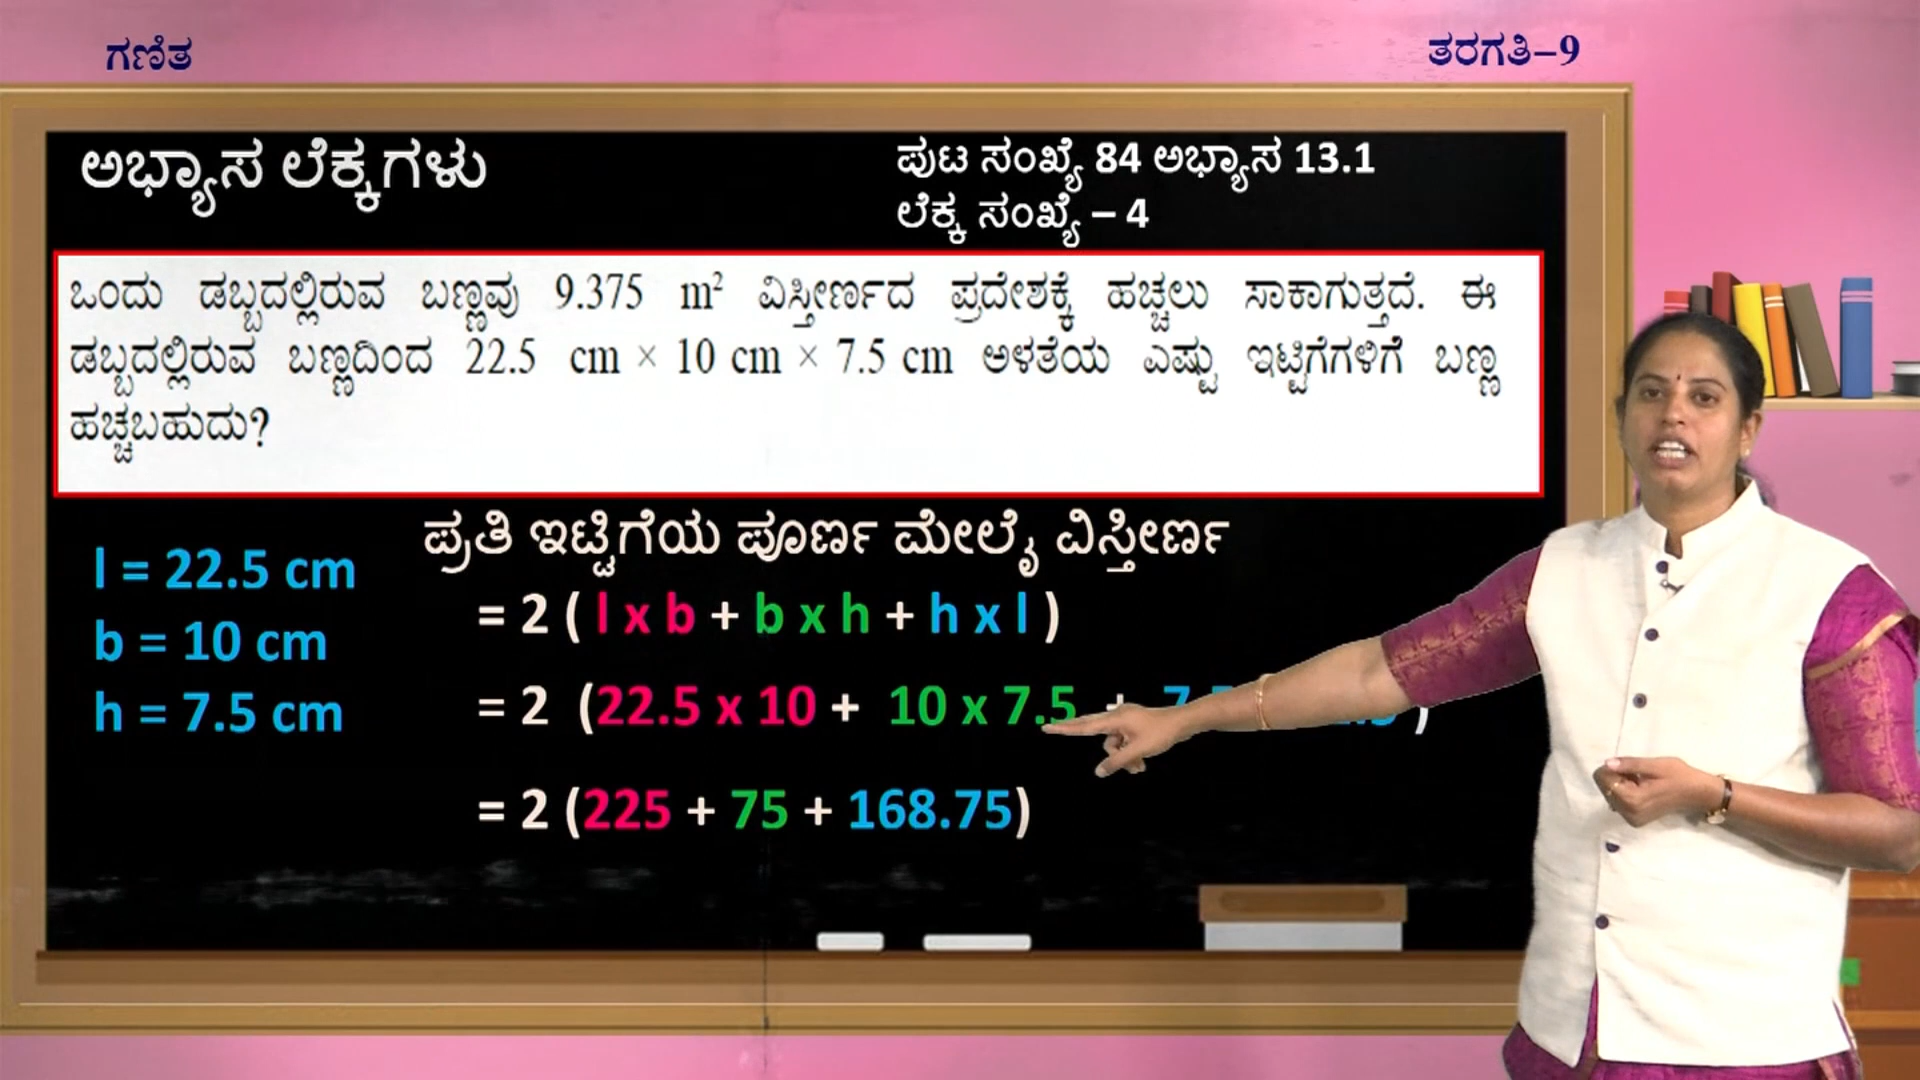 ಗಣಿತ
ತರಗತಿ–9
ಅಭ್ಯಾಸ ಲೆಕ್ಕಗಳು
ಪುಟ ಸಂಖ್ಯೆ 84 ಅಭ್ಯಾಸ 13.1
ಲೆಕ್ಕ ಸಂಖ್ಯೆ – 4
ಒಂದು ಡಬ್ಬದಲ್ಲಿರುವ ಬಣ್ಣವು 9.375 m² ವಿಸ್ತೀರ್ಣದ ಪ್ರದೇಶಕ್ಕೆ ಹಚ್ಚಲು ಸಾಕಾಗುತ್ತದೆ. ಈ
ಡಬ್ಬದಲ್ಲಿರುವ ಬಣ್ಣದಿಂದ 22.5 cm × 10 cm × 7.5 cm ಅಳತೆಯ ಎಷ್ಟು ಇಟ್ಟಿಗೆಗಳಿಗೆ ಬಣ್ಣ
ಹಚ್ಚಬಹುದು?
l = 22.5 cm
b = 10 cm
h = 7.5 cm
ಪ್ರತಿ ಇಟ್ಟಿಗೆಯ ಪೂರ್ಣ ಮೇಲ್ಮೈ ವಿಸ್ತೀರ್ಣ
= 2 ( l x b + b x h + h x l )
= 2 (22.5 x 10 + 10 x 7.5 + )
= 2 (225 + 75 + 168.75)